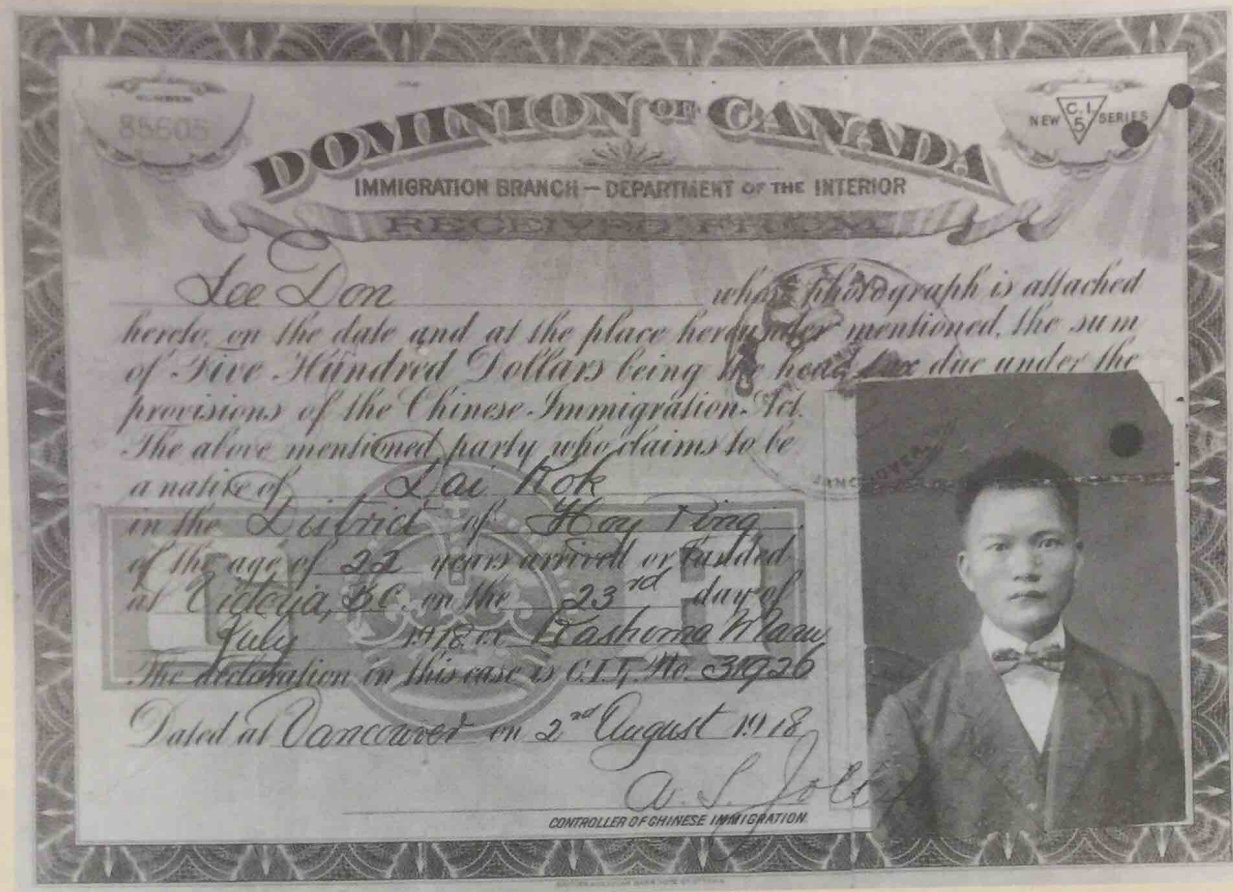 NUMBER
85605
NEW C.I. 5 SERIES
DOMINION OF CANADA
IMMIGRATION BRANCH — DEPARTMENT OF THE INTERIOR
RECEIVED FROM
Lee Don whose photograph is attached
hereto, on the date and at the place hereunder mentioned, the sum
of Five Hundred Dollars being the head tax due under the
provisions of the Chinese Immigration Act.
The above mentioned party who claims to be
a native of Dai Kok
in the District of Hoy Ping
of the age of 22 years arrived or landed
at Victoria, B.C. on the 23rd day of
July 1918 ex Kashema Maru
The declaration in this case is C.I.5, No. 31926
Dated at Vancouver on 2nd August 1918
A. L. Jolliffe
CONTROLLER OF CHINESE IMMIGRATION
VANCOUVER